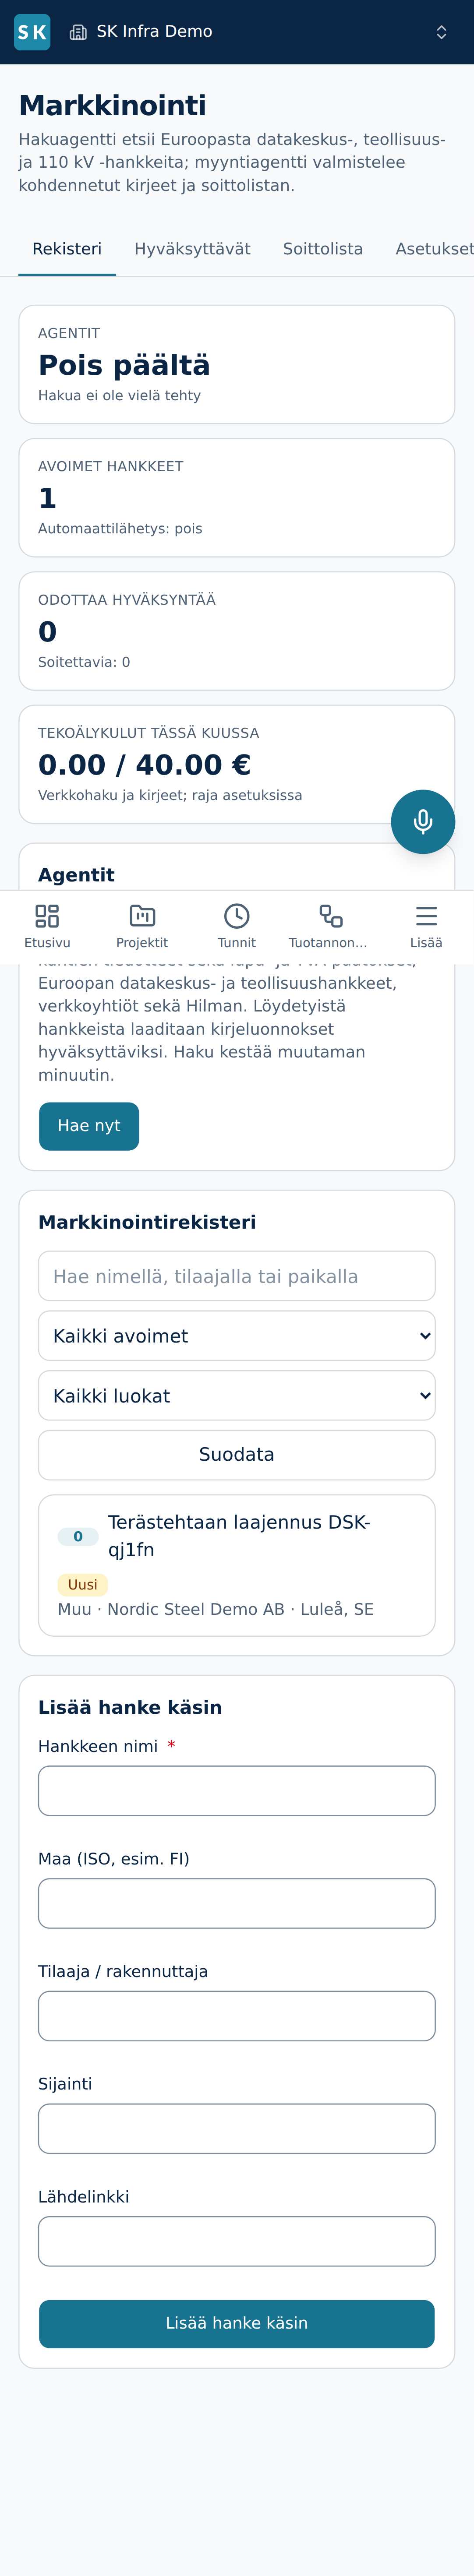 SK
SK Infra Demo
Markkinointi
Hakuagentti etsii Euroopasta datakeskus-, teollisuus-
ja 110 kV -hankkeita; myyntiagentti valmistelee
kohdennetut kirjeet ja soittolistan.
Rekisteri
Hyväksyttävät
Soittolista
Asetukset
AGENTIT
Pois päältä
Hakua ei ole vielä tehty
AVOIMET HANKKEET
1
Automaattilähetys: pois
ODOTTAA HYVÄKSYNTÄÄ
0
Soitettavia: 0
TEKOÄLYKULUT TÄSSÄ KUUSSA
0.00 / 40.00 €
Verkkohaku ja kirjeet; raja asetuksissa
Agentit
Etusivu
Projektit
Tunnit
Tuotannon...
Lisää
Euroopan datakeskus- ja teollisuushankkeet,
verkkoyhtiöt sekä Hilman. Löydetyistä
hankkeista laaditaan kirjeluonnokset
hyväksyttäviksi. Haku kestää muutaman
minuutin.
Hae nyt
Markkinointirekisteri
Hae nimellä, tilaajalla tai paikalla
Kaikki avoimet
Kaikki luokat
Suodata
0
Terästehtaan laajennus DSK-
qj1fn
Uusi
Muu · Nordic Steel Demo AB · Luleå, SE
Lisää hanke käsin
Hankkeen nimi *
Maa (ISO, esim. FI)
Tilaaja / rakennuttaja
Sijainti
Lähdelinkki
Lisää hanke käsin